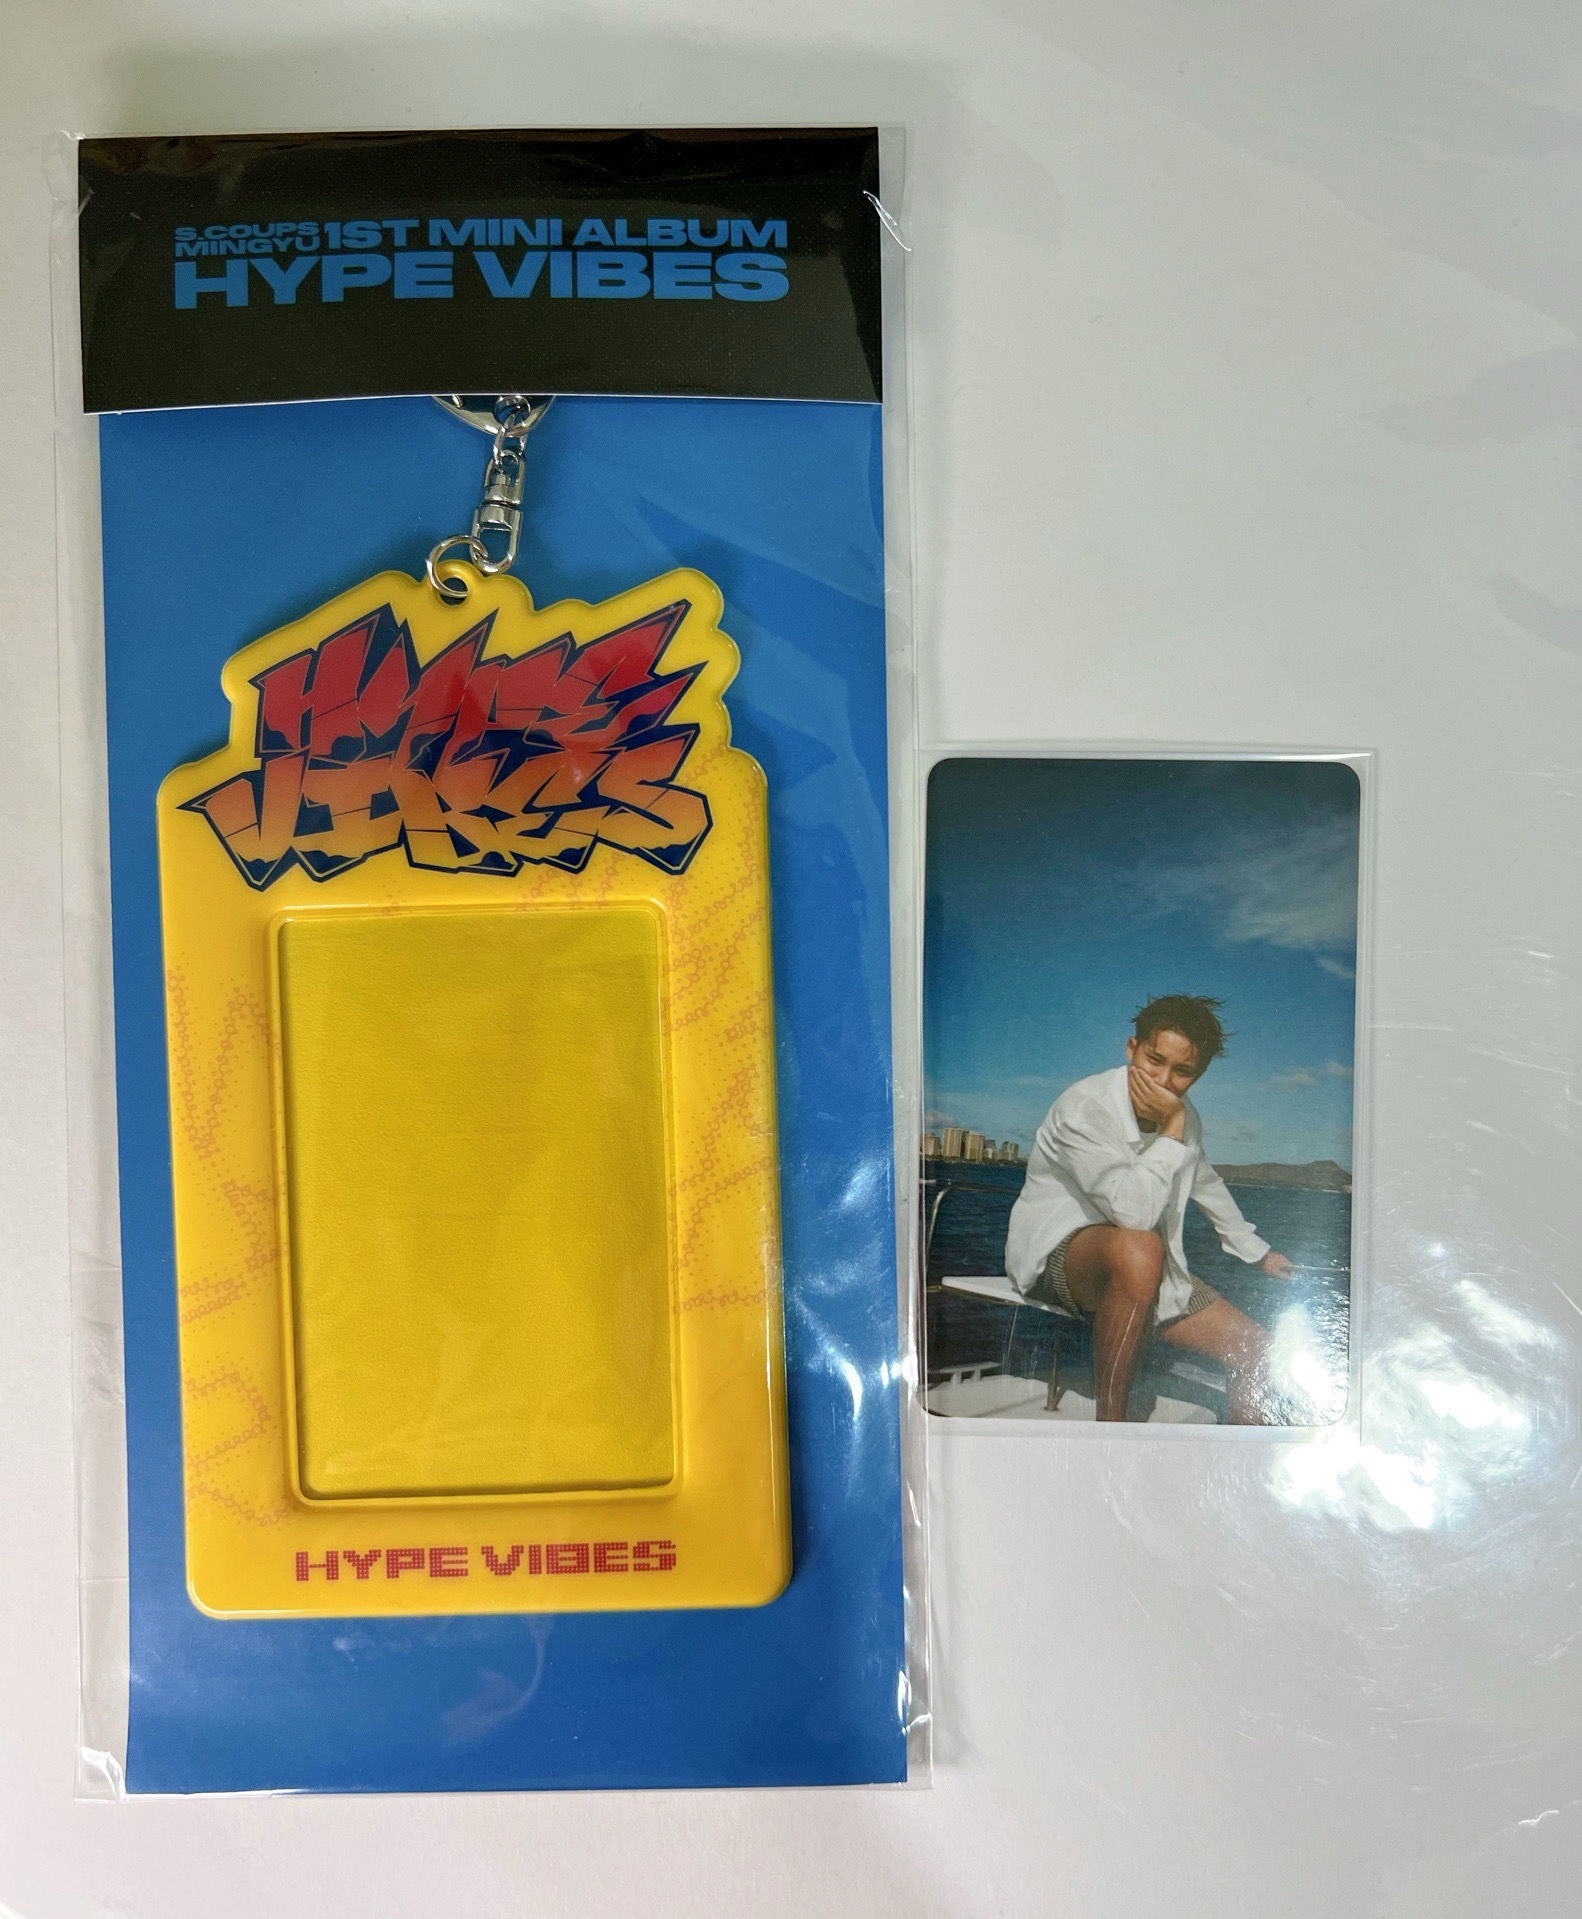 S.COUPS
MINGYU
1ST MINI ALBUM
HYPE VIBES
HYPE
VIBES
HYPE VIBES